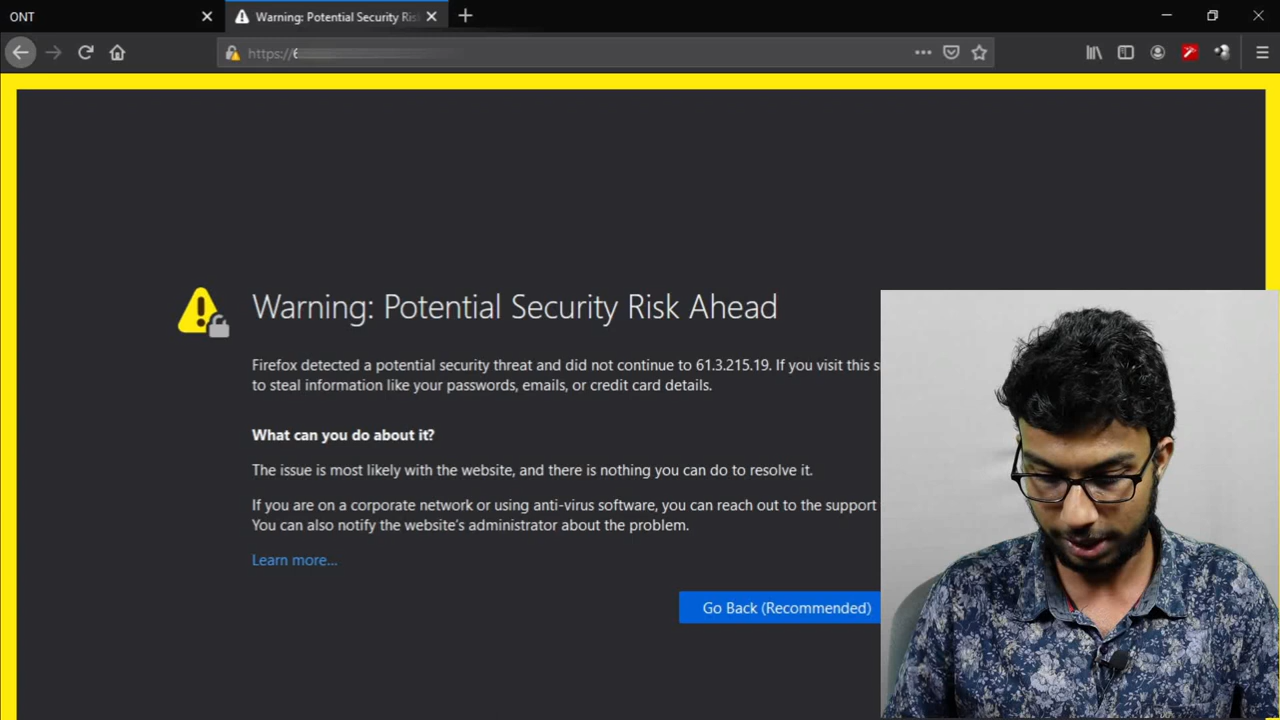 ONT
Warning: Potential Security Ris
https://6
Warning: Potential Security Risk Ahead
Firefox detected a potential security threat and did not continue to 61.3.215.19. If you visit this s
to steal information like your passwords, emails, or credit card details.
What can you do about it?
The issue is most likely with the website, and there is nothing you can do to resolve it.
If you are on a corporate network or using anti-virus software, you can reach out to the support
You can also notify the website's administrator about the problem.
Learn more...
Go Back (Recommended)